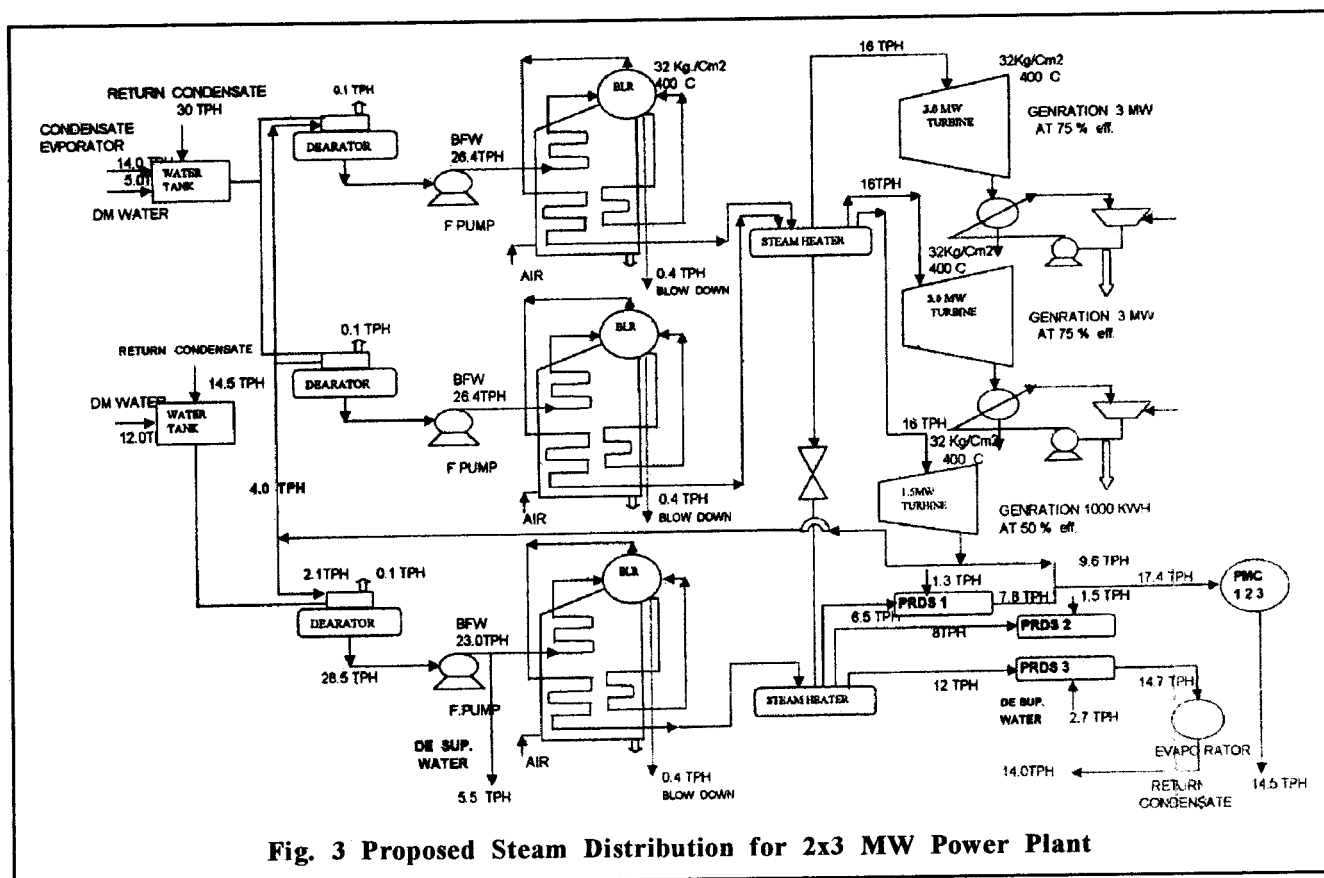 16 TPH
RETURN CONDENSATE
30 TPH
0.1 TPH
32 Kg./Cm2
400 C
BLR
32Kg/Cm2
400 C
3.0 MW
TURBINE
GENRATION 3 MW
AT 75 % eff.
CONDENSATE
EVPORATOR
14.0TPH
5.0T
WATER
TANK
DM WATER
DEARATOR
BFW
26.4TPH
F PUMP
AIR
0.4 TPH
BLOW DOWN
STEAM HEATER
16TPH
32Kg/Cm2
400 C
3.0 MW
TURBINE
GENRATION 3 MW
AT 75 % eff.
0.1 TPH
RETURN CONDENSATE
14.5 TPH
DM WATER
12.0T
WATER
TANK
DEARATOR
BFW
26.4TPH
F PUMP
BLR
AIR
0.4 TPH
BLOW DOWN
16 TPH
32 Kg/Cm2
400 C
1.5MW
TURBINE
GENRATION 1000 KWH
AT 50 % eff.
4.0 TPH
2.1TPH
0.1 TPH
DEARATOR
28.5 TPH
BFW
23.0TPH
F.PUMP
DE SUP.
WATER
5.5 TPH
BLR
AIR
0.4 TPH
BLOW DOWN
STEAM HEATER
1.3 TPH
PRDS 1
6.5 TPH
7.8 TPH
9.6 TPH
17.4 TPH
PMC
1 2 3
1.5 TPH
PRDS 2
8TPH
PRDS 3
12 TPH
14.7 TPH
DE SUP.
WATER
2.7 TPH
EVAPORATOR
14.0TPH
RETURN
CONDENSATE
14.5 TPH
Fig. 3 Proposed Steam Distribution for 2x3 MW Power Plant